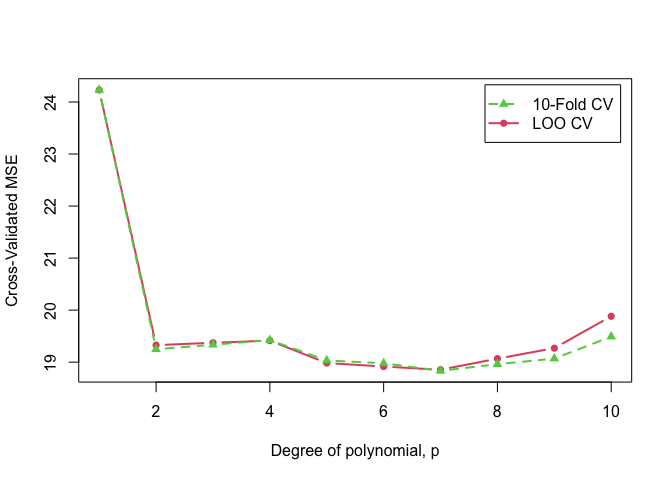 10-Fold CV
LOO CV
Cross-Validated MSE
24
23
22
21
20
19
2 4 6 8 10
Degree of polynomial, p